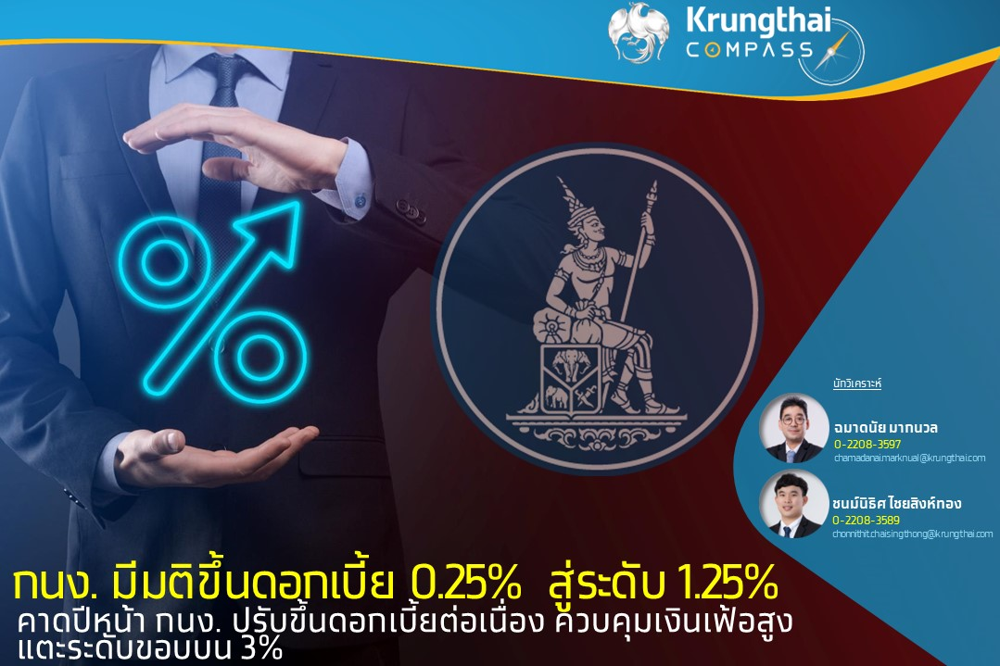 Krungthai
COMPASS
นักวิเคราะห์
ฉมาดนัย มากนวล
0-2208-3597
chamadanai.marknual@krungthai.com
ชนม์นิธิศ ไชยสิงห์ทอง
0-2208-3589
chonnithit.chaisingthong@krungthai.com
กนง. มีมติขึ้นดอกเบี้ย 0.25% สู่ระดับ 1.25%
คาดปีหน้า กนง. ปรับขึ้นดอกเบี้ยต่อเนื่อง ควบคุมเงินเฟ้อสูง
แตะระดับขอบบน 3%